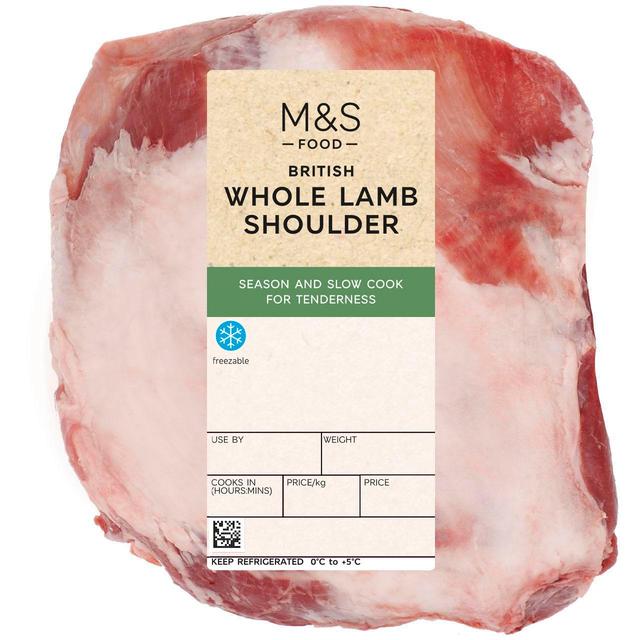 M&S
—FOOD—
BRITISH
WHOLE LAMB
SHOULDER
SEASON AND SLOW COOK
FOR TENDERNESS
freezable
USE BY WEIGHT
COOKS IN PRICE/kg PRICE
(HOURS:MINS)
KEEP REFRIGERATED 0°C to +5°C